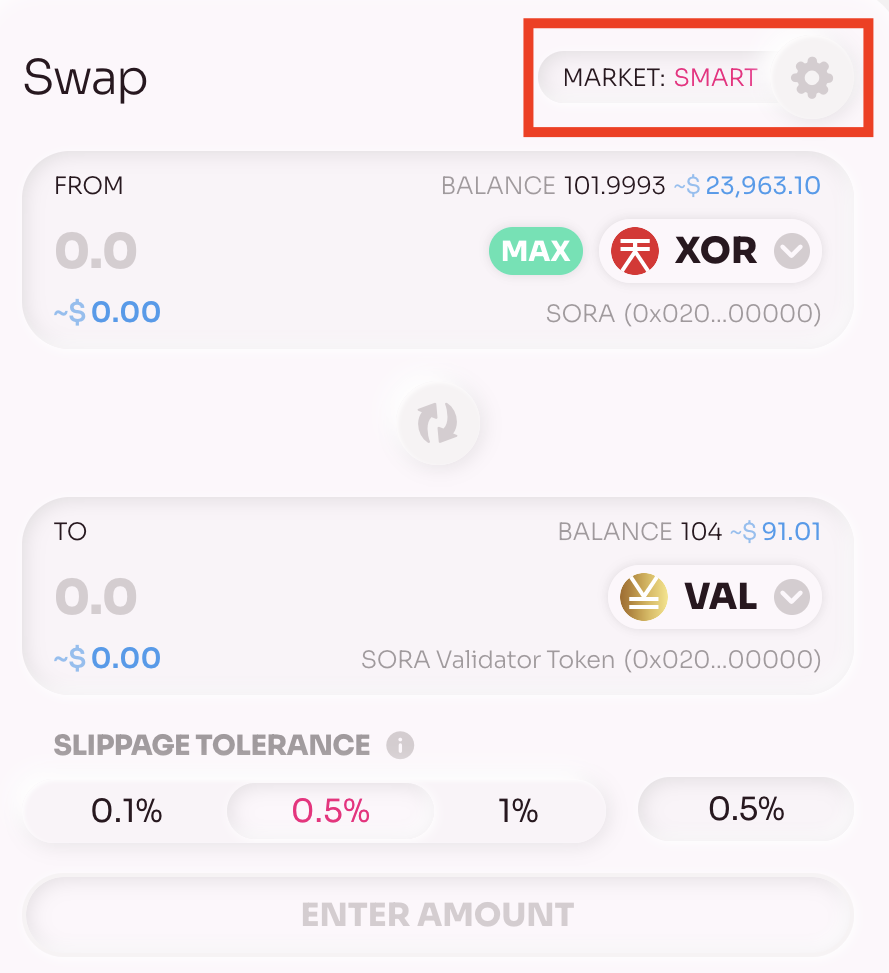 Swap
MARKET: SMART
FROM
BALANCE 101.9993 ~$ 23,963.10
0.0
MAX
XOR
~$ 0.00
SORA (0x020...00000)
TO
BALANCE 104 ~$ 91.01
0.0
VAL
~$ 0.00
SORA Validator Token (0x020...00000)
SLIPPAGE TOLERANCE
0.1%
0.5%
1%
0.5%
ENTER AMOUNT